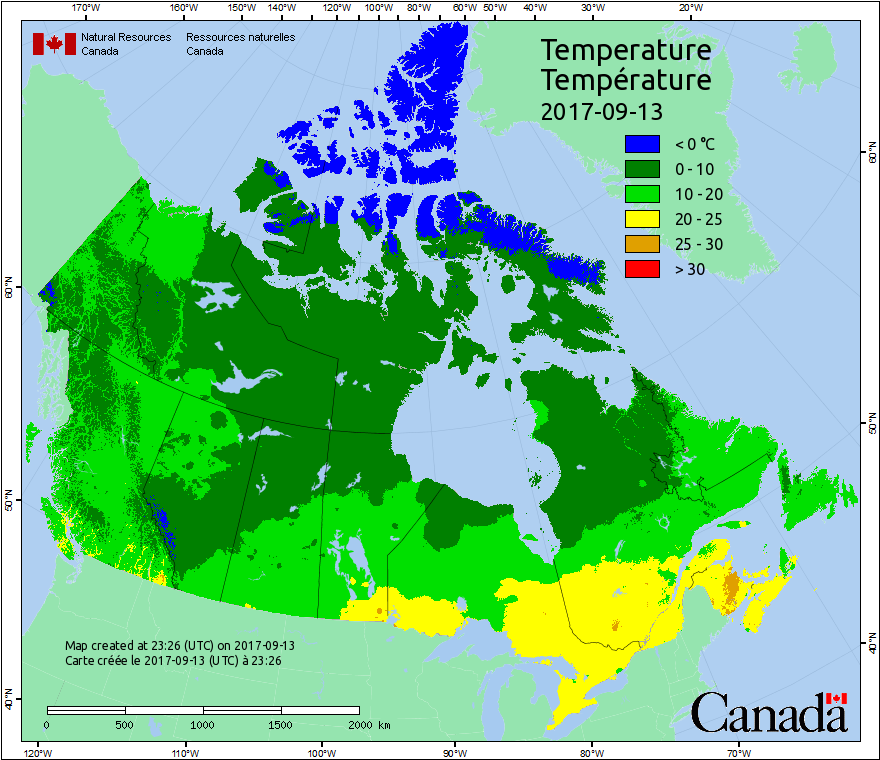 170°W 160°W 150°W 140°W 120°W 100°W 80°W 60°W 50°W 40°W 30°W 20°W
Natural Resources Ressources naturelles
Canada Canada
Temperature
Température
2017-09-13
< 0 °C
0 - 10
10 - 20
20 - 25
25 - 30
> 30
60°N 60°N
50°N 50°N
40°N 40°N
Map created at 23:26 (UTC) on 2017-09-13
Carte créée le 2017-09-13 (UTC) à 23:26
0 500 1000 1500 2000 km
Canada
120°W 110°W 100°W 90°W 80°W 70°W